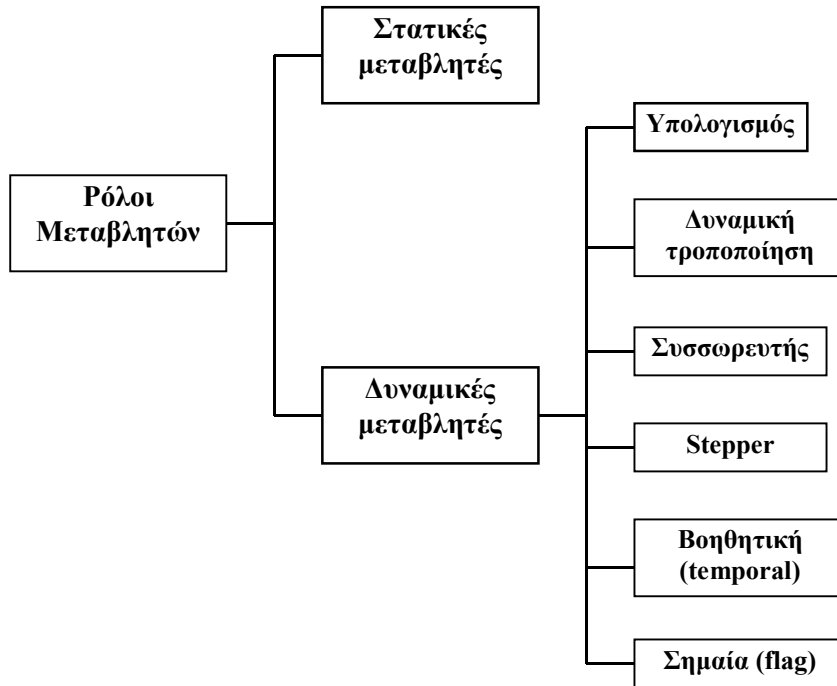 Στατικές
μεταβλητές
Υπολογισμός
Ρόλοι
Μεταβλητών
Δυναμική
τροποποίηση
Συσσωρευτής
Δυναμικές
μεταβλητές
Stepper
Βοηθητική
(temporal)
Σημαία (flag)